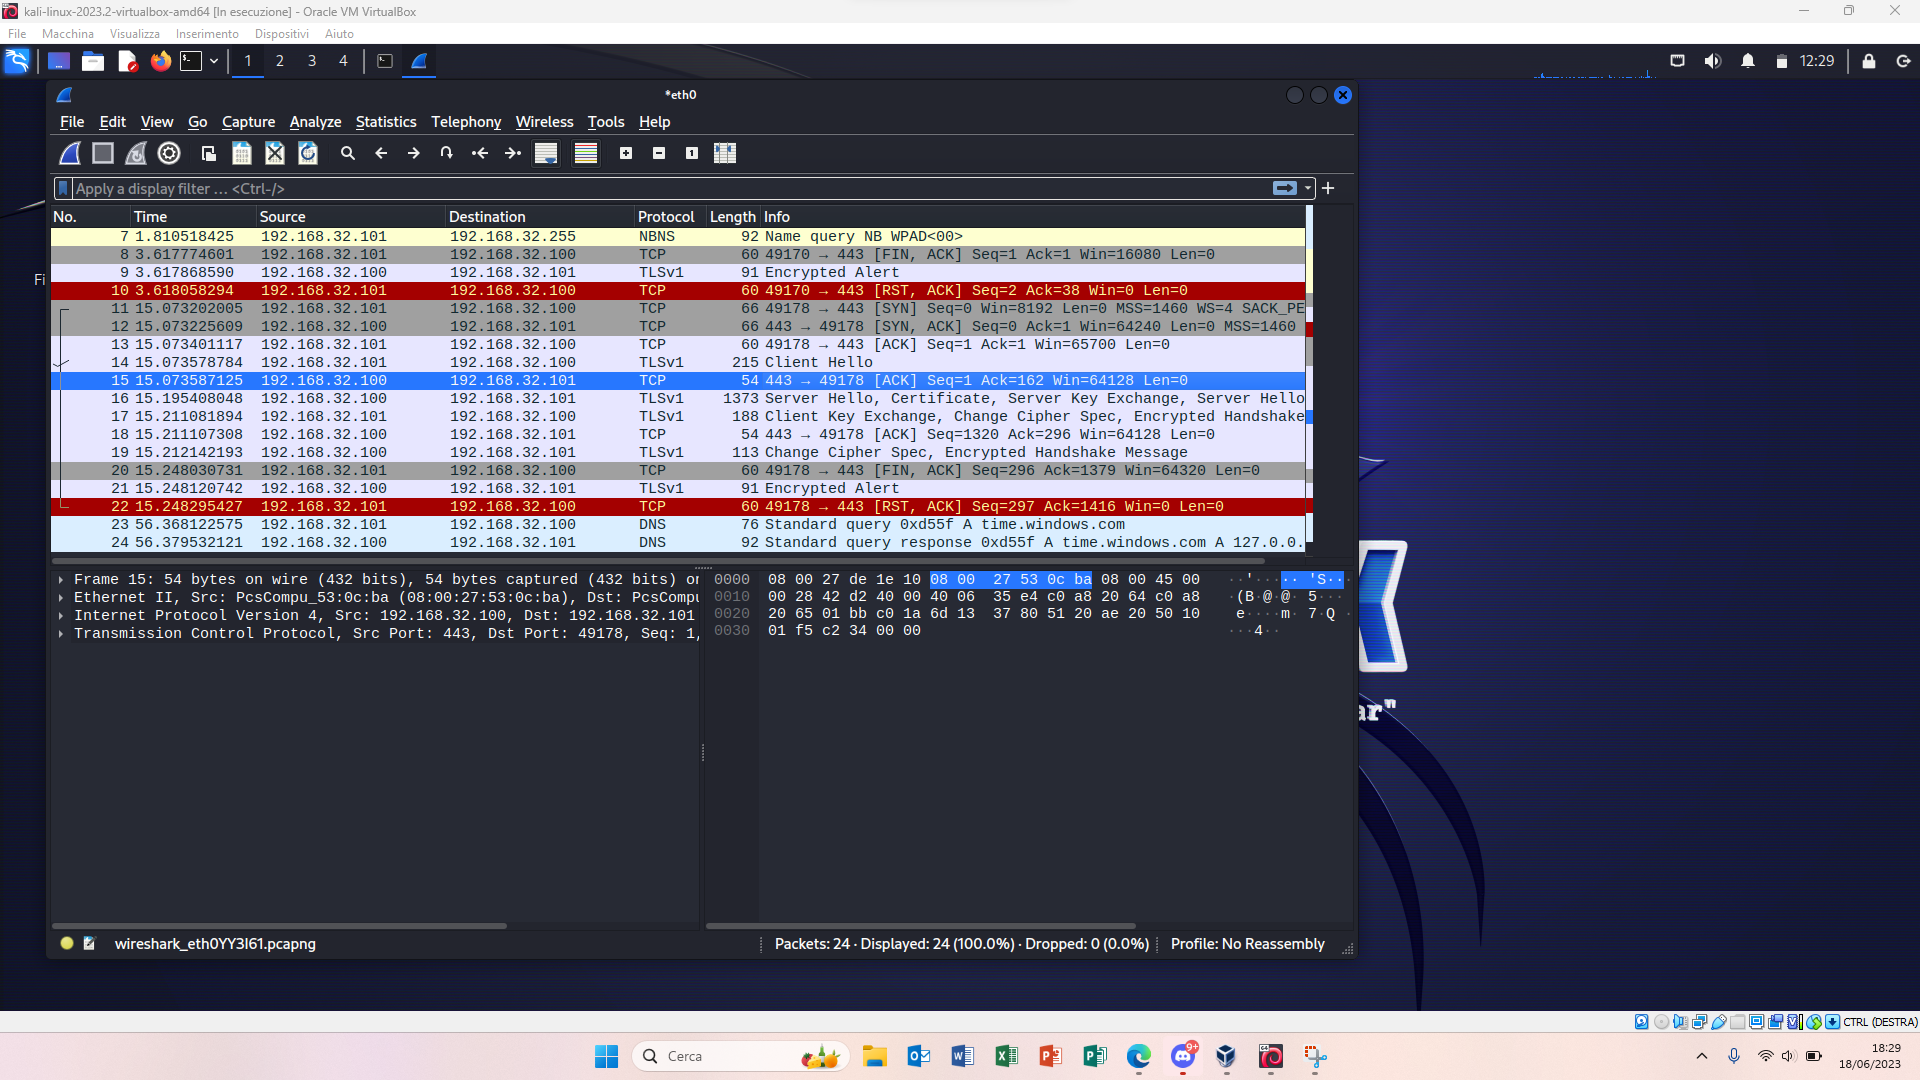 kali-linux-2023.2-virtualbox-amd64 [In esecuzione] - Oracle VM VirtualBox
File Macchina Visualizza Inserimento Dispositivi Aiuto
1 2 3 4 12:29
*eth0
File Edit View Go Capture Analyze Statistics Telephony Wireless Tools Help
Apply a display filter … <Ctrl-/>
No. Time Source Destination Protocol Length Info
7 1.810518425 192.168.32.101 192.168.32.255 NBNS 92 Name query NB WPAD<00>
8 3.617774601 192.168.32.101 192.168.32.100 TCP 60 49170 → 443 [FIN, ACK] Seq=1 Ack=1 Win=16080 Len=0
9 3.617868590 192.168.32.100 192.168.32.101 TLSv1 91 Encrypted Alert
10 3.618058294 192.168.32.101 192.168.32.100 TCP 60 49170 → 443 [RST, ACK] Seq=2 Ack=38 Win=0 Len=0
11 15.073202005 192.168.32.101 192.168.32.100 TCP 66 49178 → 443 [SYN] Seq=0 Win=8192 Len=0 MSS=1460 WS=4 SACK_PE
12 15.073225609 192.168.32.100 192.168.32.101 TCP 66 443 → 49178 [SYN, ACK] Seq=0 Ack=1 Win=64240 Len=0 MSS=1460
13 15.073401117 192.168.32.101 192.168.32.100 TCP 60 49178 → 443 [ACK] Seq=1 Ack=1 Win=65700 Len=0
14 15.073578784 192.168.32.101 192.168.32.100 TLSv1 215 Client Hello
15 15.073587125 192.168.32.100 192.168.32.101 TCP 54 443 → 49178 [ACK] Seq=1 Ack=162 Win=64128 Len=0
16 15.195408048 192.168.32.100 192.168.32.101 TLSv1 1373 Server Hello, Certificate, Server Key Exchange, Server Hello
17 15.211081894 192.168.32.101 192.168.32.100 TLSv1 188 Client Key Exchange, Change Cipher Spec, Encrypted Handshake
18 15.211107308 192.168.32.100 192.168.32.101 TCP 54 443 → 49178 [ACK] Seq=1320 Ack=296 Win=64128 Len=0
19 15.212142193 192.168.32.100 192.168.32.101 TLSv1 113 Change Cipher Spec, Encrypted Handshake Message
20 15.248030731 192.168.32.101 192.168.32.100 TCP 60 49178 → 443 [FIN, ACK] Seq=296 Ack=1379 Win=64320 Len=0
21 15.248120742 192.168.32.100 192.168.32.101 TLSv1 91 Encrypted Alert
22 15.248295427 192.168.32.101 192.168.32.100 TCP 60 49178 → 443 [RST, ACK] Seq=297 Ack=1416 Win=0 Len=0
23 56.368122575 192.168.32.101 192.168.32.100 DNS 76 Standard query 0xd55f A time.windows.com
24 56.379532121 192.168.32.100 192.168.32.101 DNS 92 Standard query response 0xd55f A time.windows.com A 127.0.0.
Fi
Frame 15: 54 bytes on wire (432 bits), 54 bytes captured (432 bits) on
Ethernet II, Src: PcsCompu_53:0c:ba (08:00:27:53:0c:ba), Dst: PcsCompu
Internet Protocol Version 4, Src: 192.168.32.100, Dst: 192.168.32.101
Transmission Control Protocol, Src Port: 443, Dst Port: 49178, Seq: 1,
0000 08 00 27 de 1e 10 08 00 27 53 0c ba 08 00 45 00 ··'····· 'S····E·
0010 00 28 42 d2 40 00 40 06 35 e4 c0 a8 20 64 c0 a8 ·(B·@·@· 5···
0020 20 65 01 bb c0 1a 6d 13 37 80 51 20 ae 20 50 10 e····m· 7·Q ·
0030 01 f5 c2 34 00 00 ···4··
ar"
wireshark_eth0YY3I61.pcapng
Packets: 24 · Displayed: 24 (100.0%) · Dropped: 0 (0.0%)
Profile: No Reassembly
CTRL (DESTRA)
Cerca
9+
18:29
18/06/2023